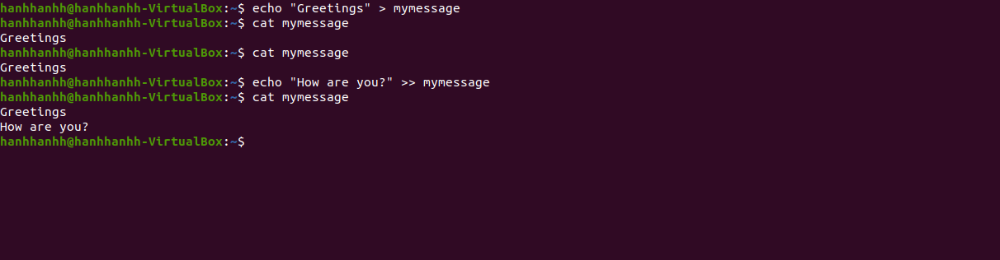 hanhhanhh@hanhhanhh-VirtualBox:~$ echo "Greetings" > mymessage
hanhhanhh@hanhhanhh-VirtualBox:~$ cat mymessage
Greetings
hanhhanhh@hanhhanhh-VirtualBox:~$ cat mymessage
Greetings
hanhhanhh@hanhhanhh-VirtualBox:~$ echo "How are you?" >> mymessage
hanhhanhh@hanhhanhh-VirtualBox:~$ cat mymessage
Greetings
How are you?
hanhhanhh@hanhhanhh-VirtualBox:~$